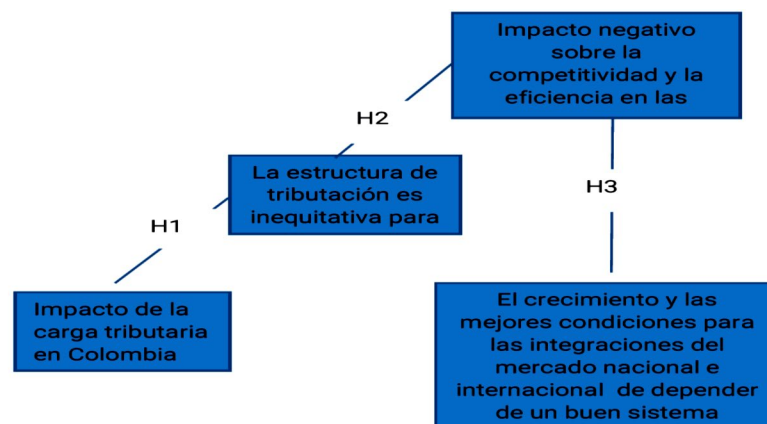 Impacto negativo
sobre la
competitividad y la
eficiencia en las
H2
La estructura de
tributación es
inequitativa para
H3
H1
Impacto de la
carga tributaria
en Colombia
El crecimiento y las
mejores condiciones para
las integraciones del
mercado nacional e
internacional de depender
de un buen sistema